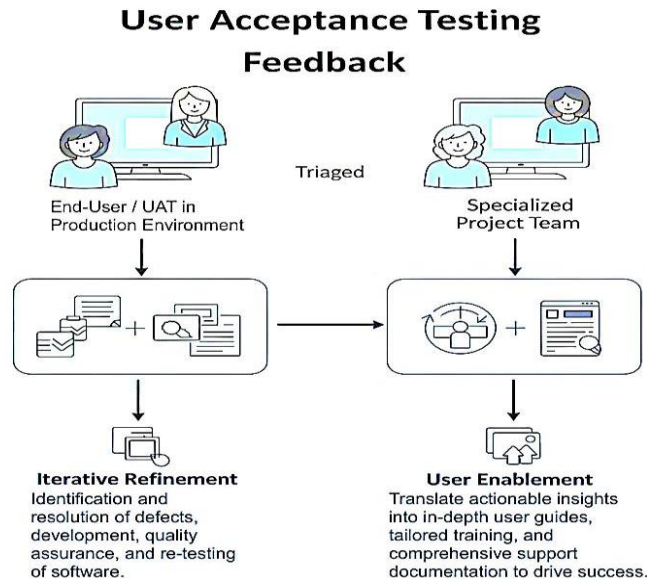 User Acceptance Testing
Feedback
Triaged
End-User / UAT in
Production Environment
Specialized
Project Team
Iterative Refinement
Identification and
resolution of defects,
development, quality
assurance, and re-testing
of software.
User Enablement
Translate actionable insights
into in-depth user guides,
tailored training, and
comprehensive support
documentation to drive success.